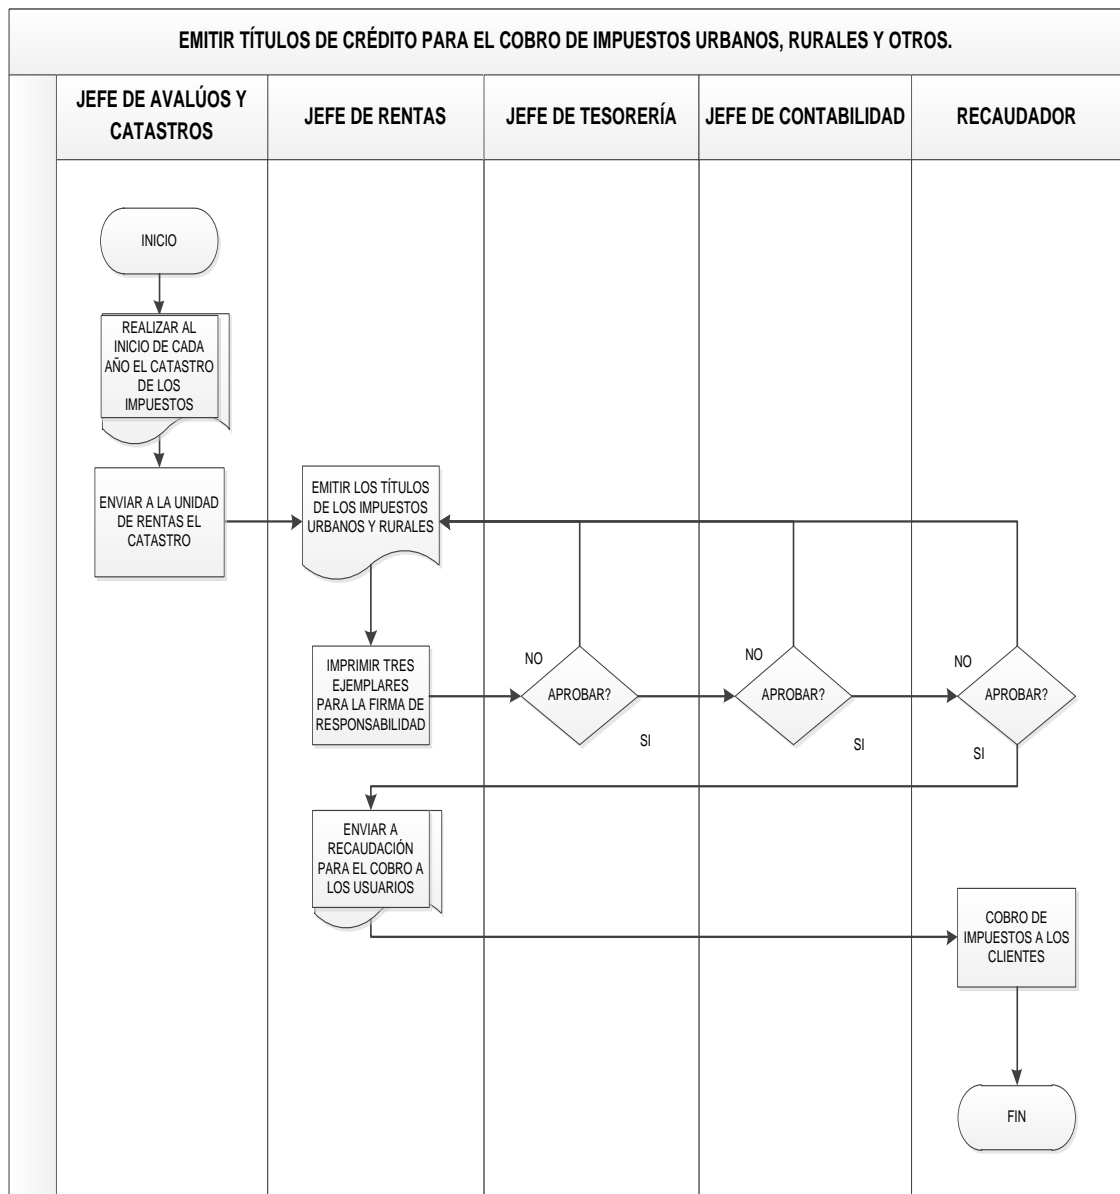 EMITIR TÍTULOS DE CRÉDITO PARA EL COBRO DE IMPUESTOS URBANOS, RURALES Y OTROS.
JEFE DE AVALÚOS Y
CATASTROS
JEFE DE RENTAS
JEFE DE TESORERÍA
JEFE DE CONTABILIDAD
RECAUDADOR
INICIO
REALIZAR AL
INICIO DE CADA
AÑO EL CATASTRO
DE LOS
IMPUESTOS
ENVIAR A LA UNIDAD
DE RENTAS EL
CATASTRO
EMITIR LOS TÍTULOS
DE LOS IMPUESTOS
URBANOS Y RURALES
IMPRIMIR TRES
EJEMPLARES
PARA LA FIRMA DE
RESPONSABILIDAD
NO
APROBAR?
SI
NO
APROBAR?
SI
NO
APROBAR?
SI
ENVIAR A
RECAUDACIÓN
PARA EL COBRO A
LOS USUARIOS
COBRO DE
IMPUESTOS A LOS
CLIENTES
FIN